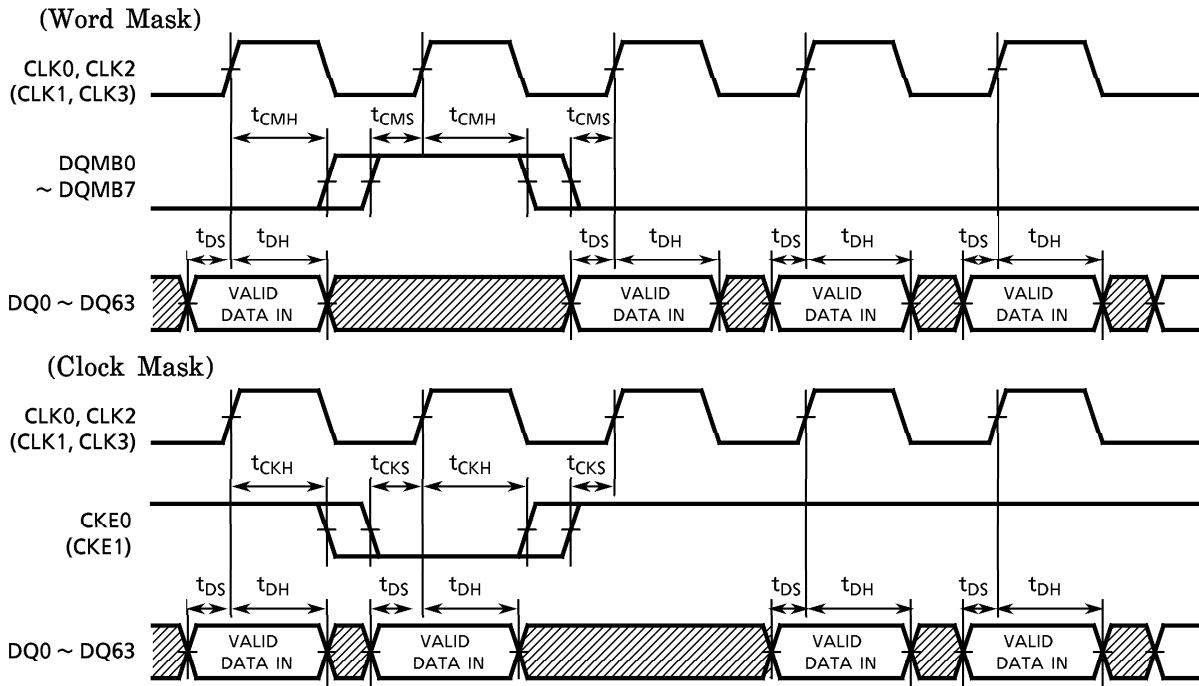 (Word Mask)
CLK0, CLK2
(CLK1, CLK3)
tCMH tCMS tCMH tCMS
DQMB0
~ DQMB7
tDS tDH tDS tDH tDS tDH tDS tDH
DQ0 ~ DQ63
VALID DATA IN
VALID DATA IN
VALID DATA IN
VALID DATA IN
(Clock Mask)
CLK0, CLK2
(CLK1, CLK3)
tCKH tCKS tCKH tCKS
CKE0
(CKE1)
tDS tDH tDS tDH tDS tDH tDS tDH
DQ0 ~ DQ63
VALID DATA IN
VALID DATA IN
VALID DATA IN
VALID DATA IN